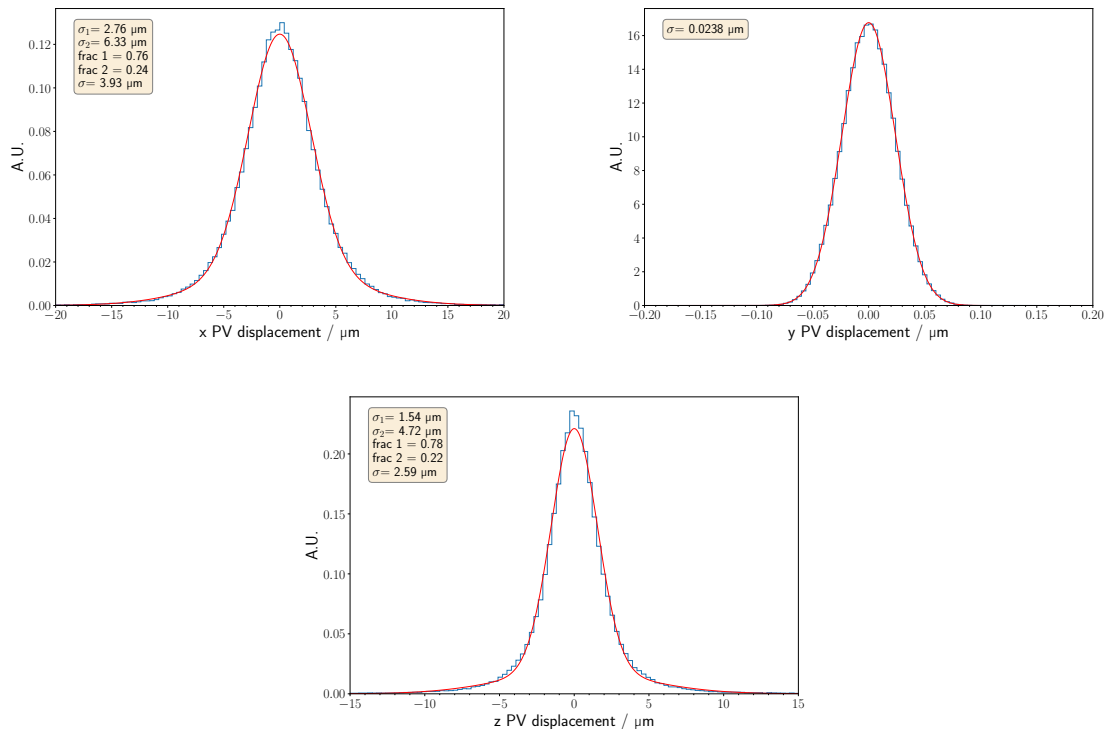 σ₁= 2.76 μm
σ₂= 6.33 μm
frac 1 = 0.76
frac 2 = 0.24
σ= 3.93 μm
0.12
0.10
0.08
0.06
0.04
0.02
0.00
A.U.
−20 −15 −10 −5 0 5 10 15 20
x PV displacement / μm
σ= 0.0238 μm
16
14
12
10
8
6
4
2
0
A.U.
−0.20 −0.15 −0.10 −0.05 0.00 0.05 0.10 0.15 0.20
y PV displacement / μm
σ₁= 1.54 μm
σ₂= 4.72 μm
frac 1 = 0.78
frac 2 = 0.22
σ= 2.59 μm
0.20
0.15
0.10
0.05
0.00
A.U.
−15 −10 −5 0 5 10 15
z PV displacement / μm